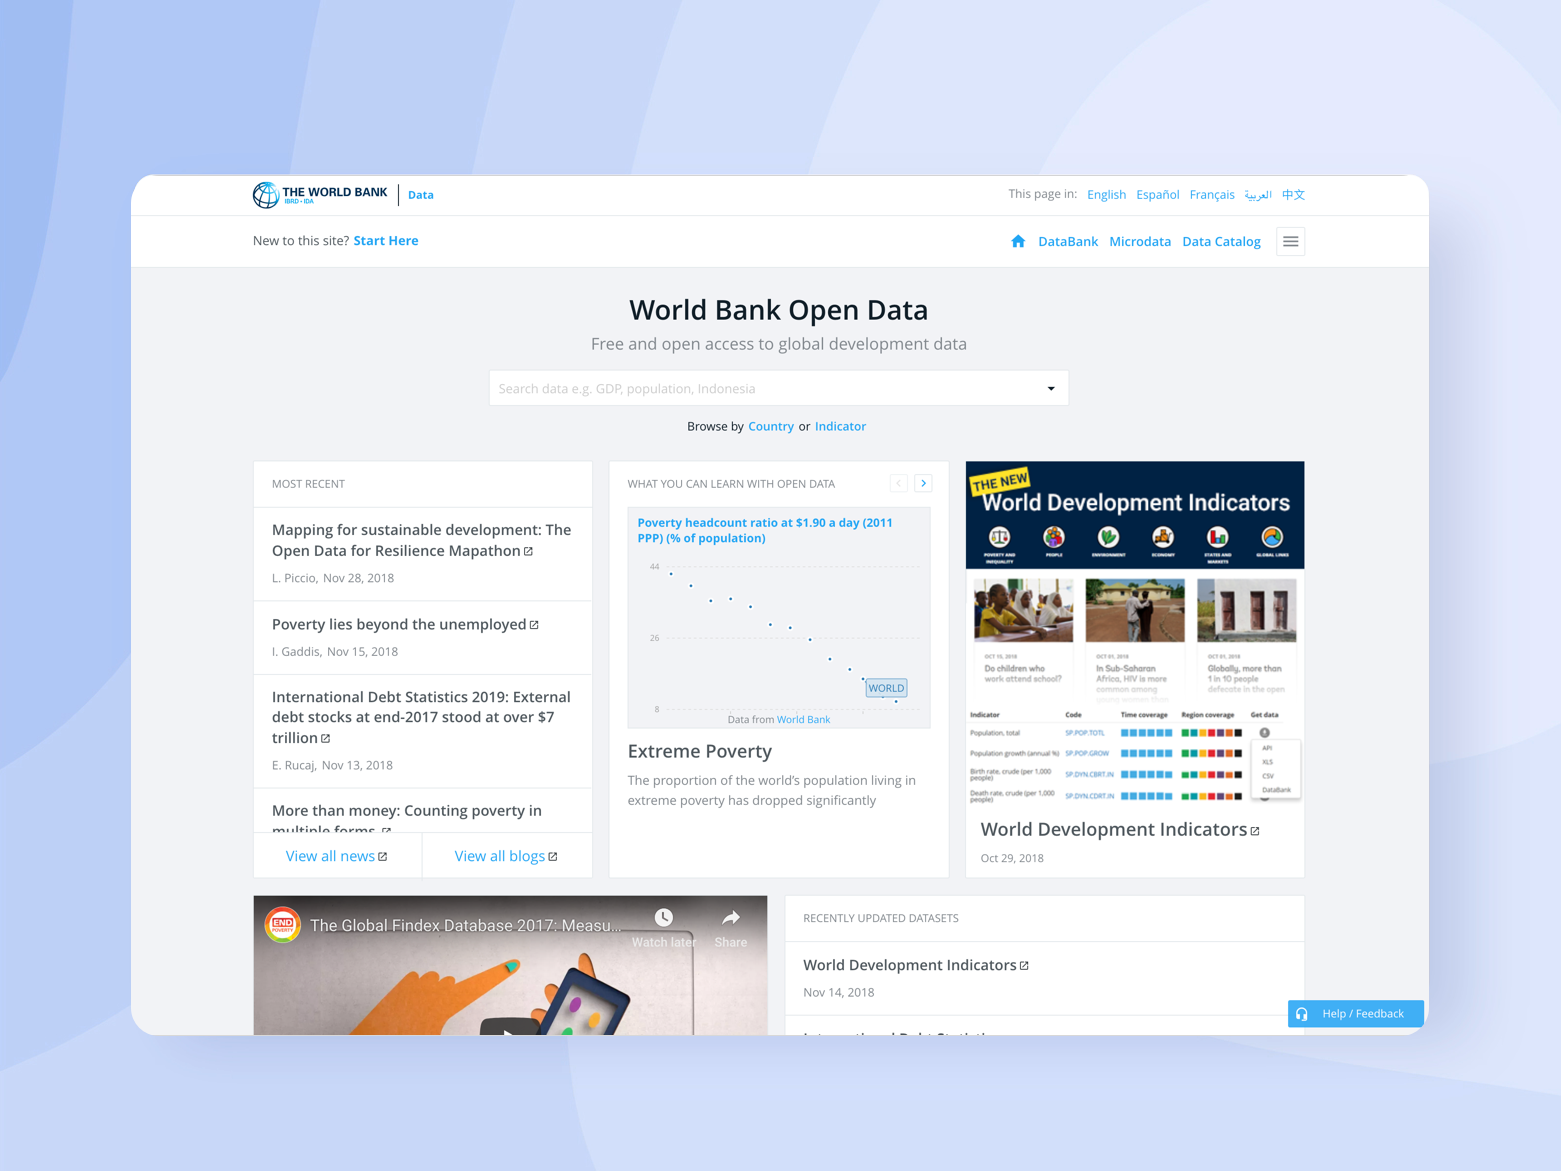 THE WORLD BANK
IBRD • IDA
Data
This page in: English Español Français العربية 中文
New to this site? Start Here
DataBank Microdata Data Catalog
World Bank Open Data
Free and open access to global development data
Search data e.g. GDP, population, Indonesia
Browse by Country or Indicator
MOST RECENT
Mapping for sustainable development: The
Open Data for Resilience Mapathon
L. Piccio, Nov 28, 2018
Poverty lies beyond the unemployed
I. Gaddis, Nov 15, 2018
International Debt Statistics 2019: External
debt stocks at end-2017 stood at over $7
trillion
E. Rucaj, Nov 13, 2018
More than money: Counting poverty in
multiple forms
View all news
View all blogs
WHAT YOU CAN LEARN WITH OPEN DATA
Poverty headcount ratio at $1.90 a day (2011
PPP) (% of population)
44
26
8
WORLD
Data from World Bank
Extreme Poverty
The proportion of the world's population living in
extreme poverty has dropped significantly
THE NEW
World Development Indicators
POVERTY AND
INEQUALITY
PEOPLE
ENVIRONMENT
ECONOMY
STATES AND
MARKETS
GLOBAL LINKS
OCT 15, 2018
Do children who
work attend school?
OCT 01, 2018
In Sub-Saharan
Africa, HIV is more
common among
young women than
OCT 01, 2018
Globally, more than
1 in 10 people
defecate in the open
Indicator Code Time coverage Region coverage Get data
Population, total SP.POP.TOTL
Population growth (annual %) SP.POP.GROW
Birth rate, crude (per 1,000
people) SP.DYN.CBRT.IN
Death rate, crude (per 1,000
people) SP.DYN.CDRT.IN
API
XLS
CSV
DataBank
World Development Indicators
Oct 29, 2018
END
POVERTY
The Global Findex Database 2017: Measu...
Watch later
Share
RECENTLY UPDATED DATASETS
World Development Indicators
Nov 14, 2018
Help / Feedback